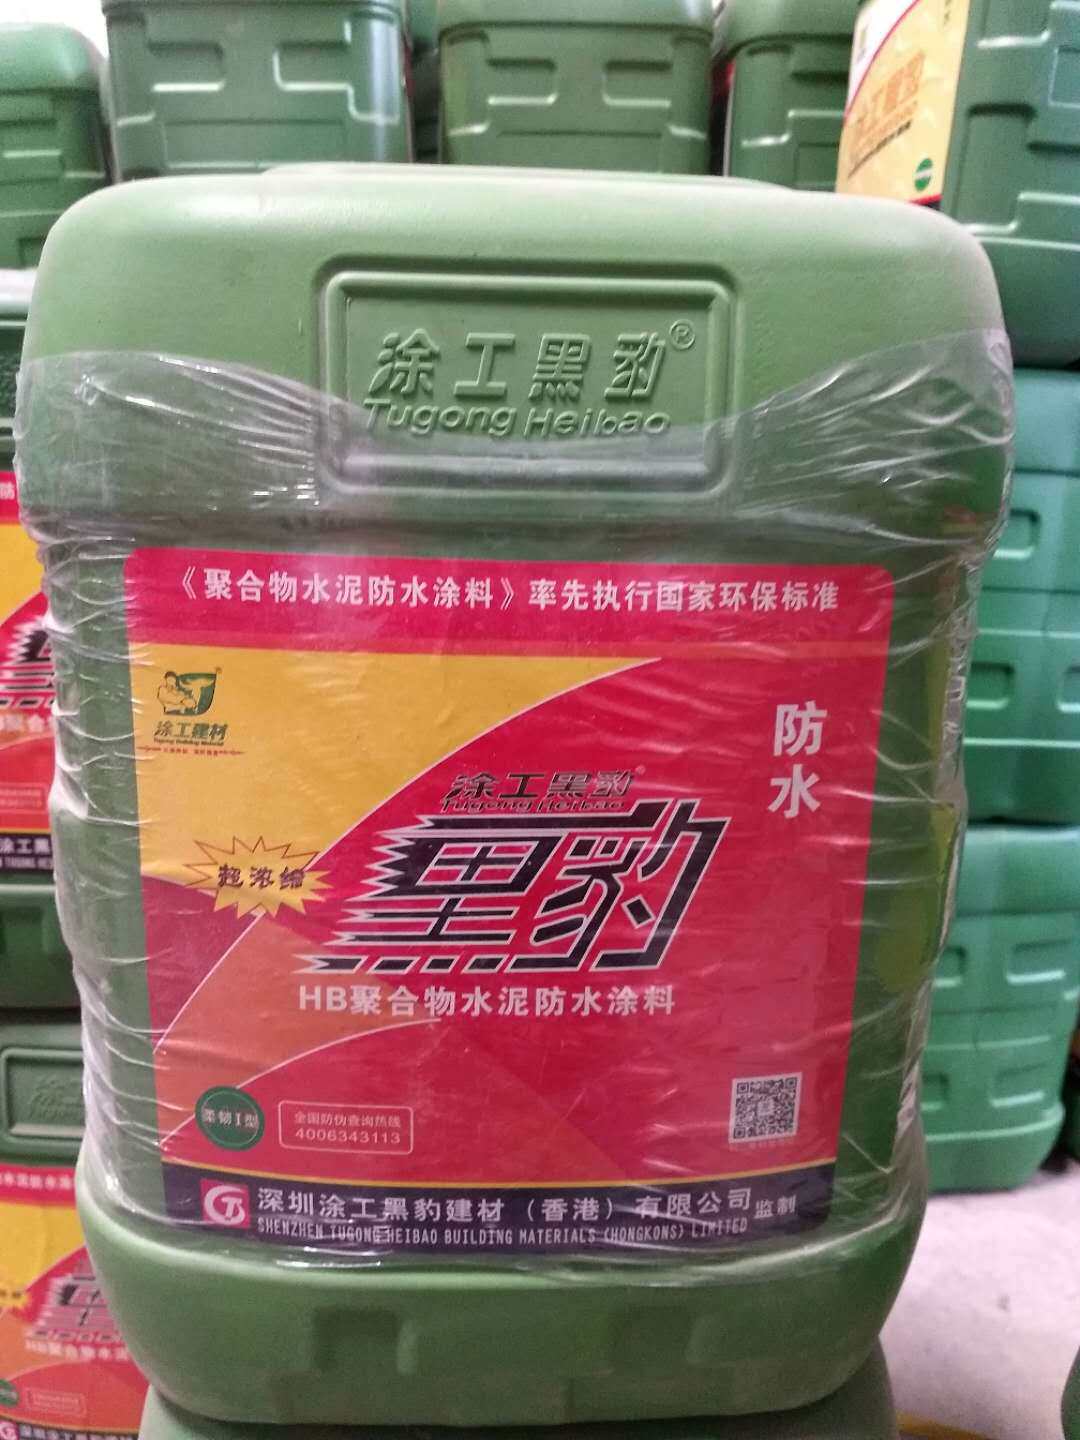 涂工黑豹®
Tugong Heibao
《聚合物水泥防水涂料》率先执行国家环保标准
涂工建材
防水
涂工黑豹
Tugong Heibao
黑豹
超浓缩
HB聚合物水泥防水涂料
柔韧I型
全国防伪查询热线
4006343113
深圳涂工黑豹建材（香港）有限公司 监制
SHENZHEN TUGONG HEIBAO BUILDING MATERIALS (HONGKONS) LIMITED